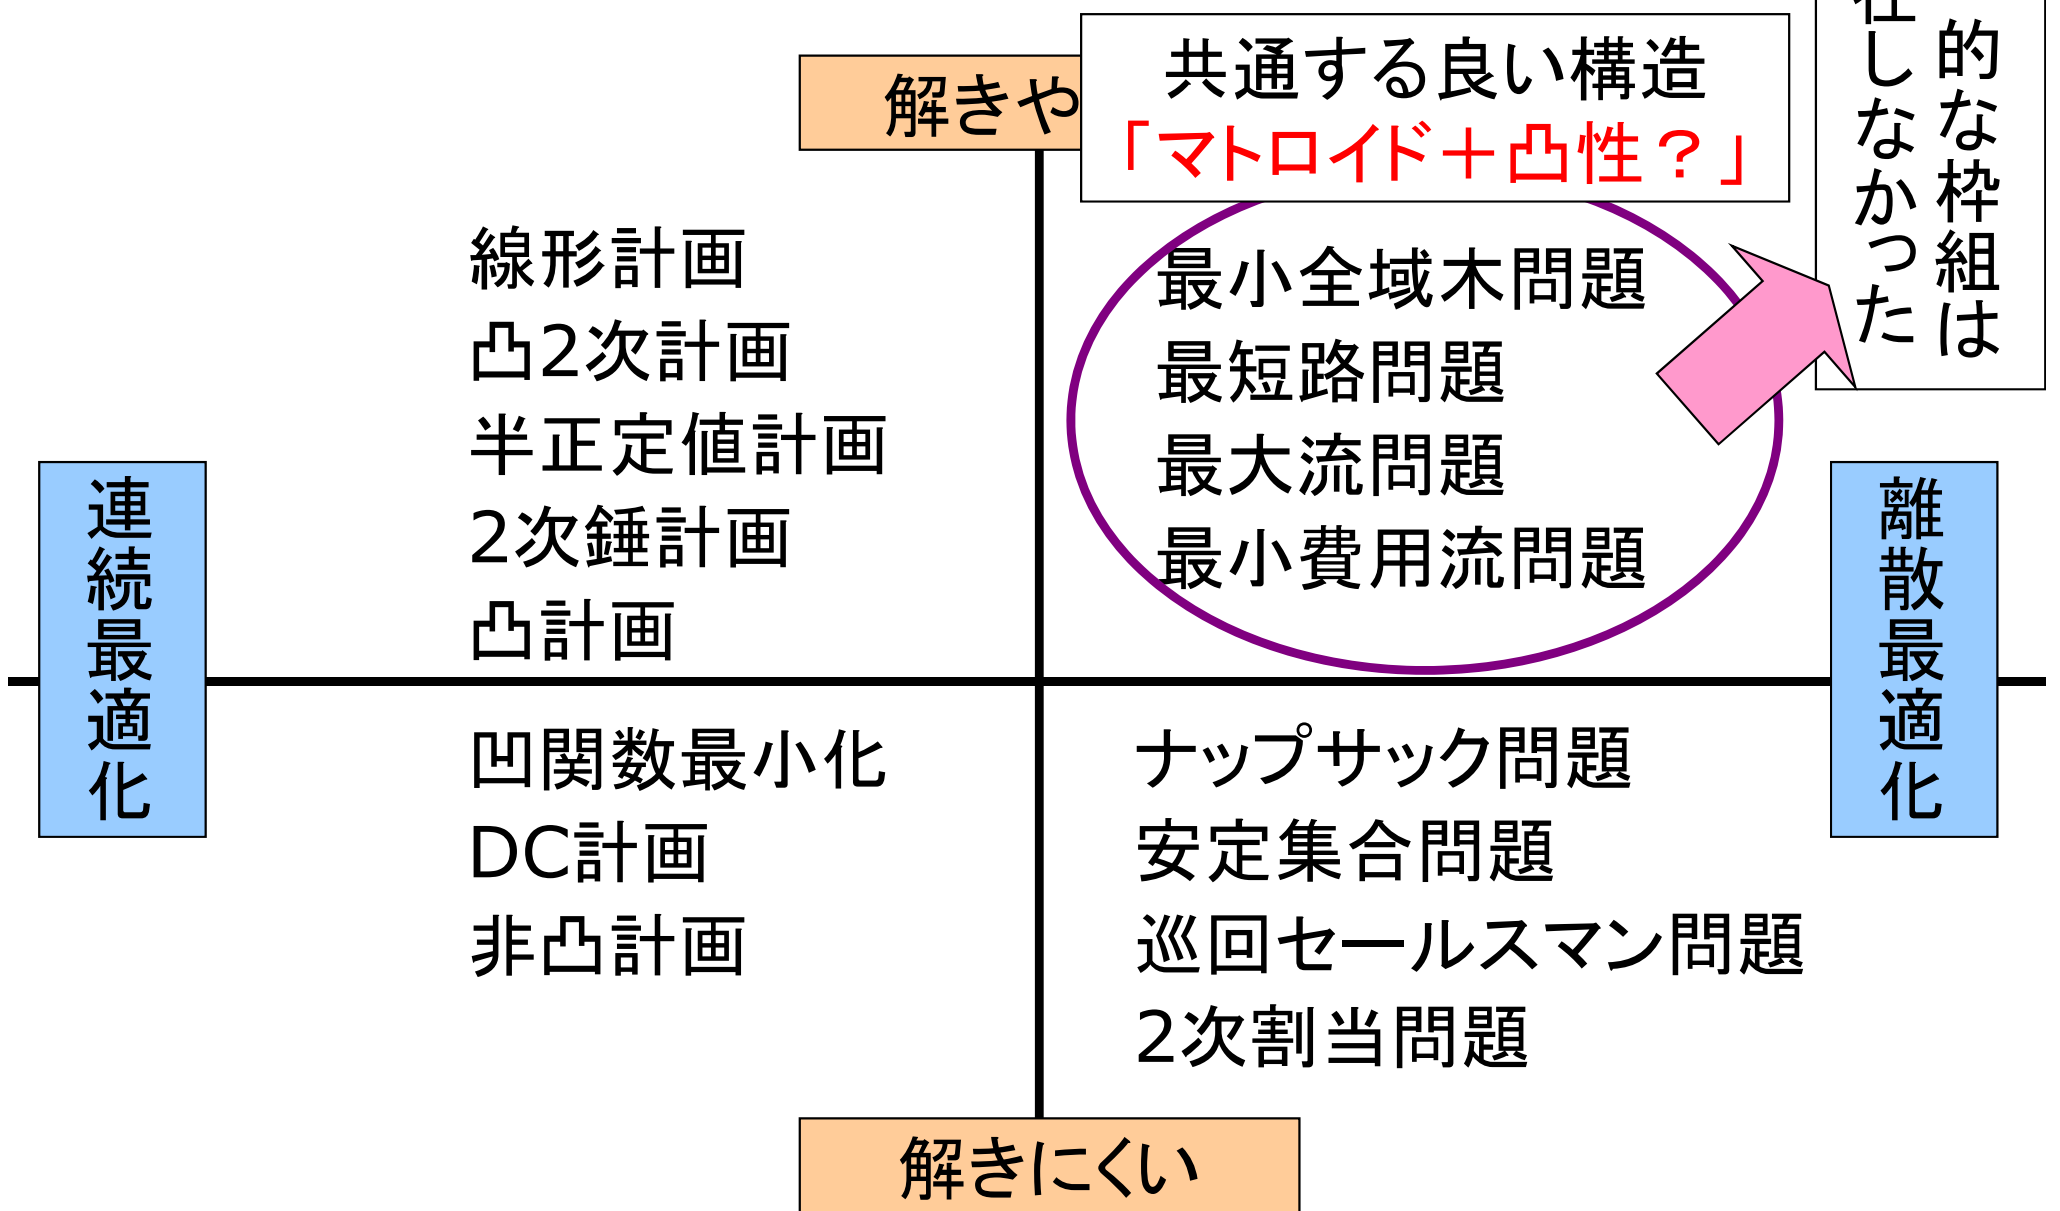 解きや
共通する良い構造
「マトロイド＋凸性？」
的な枠組は
在しなかった
線形計画
凸2次計画
半正定値計画
2次錘計画
凸計画
最小全域木問題
最短路問題
最大流問題
最小費用流問題
連続最適化
離散最適化
凹関数最小化
DC計画
非凸計画
ナップサック問題
安定集合問題
巡回セールスマン問題
2次割当問題
解きにくい